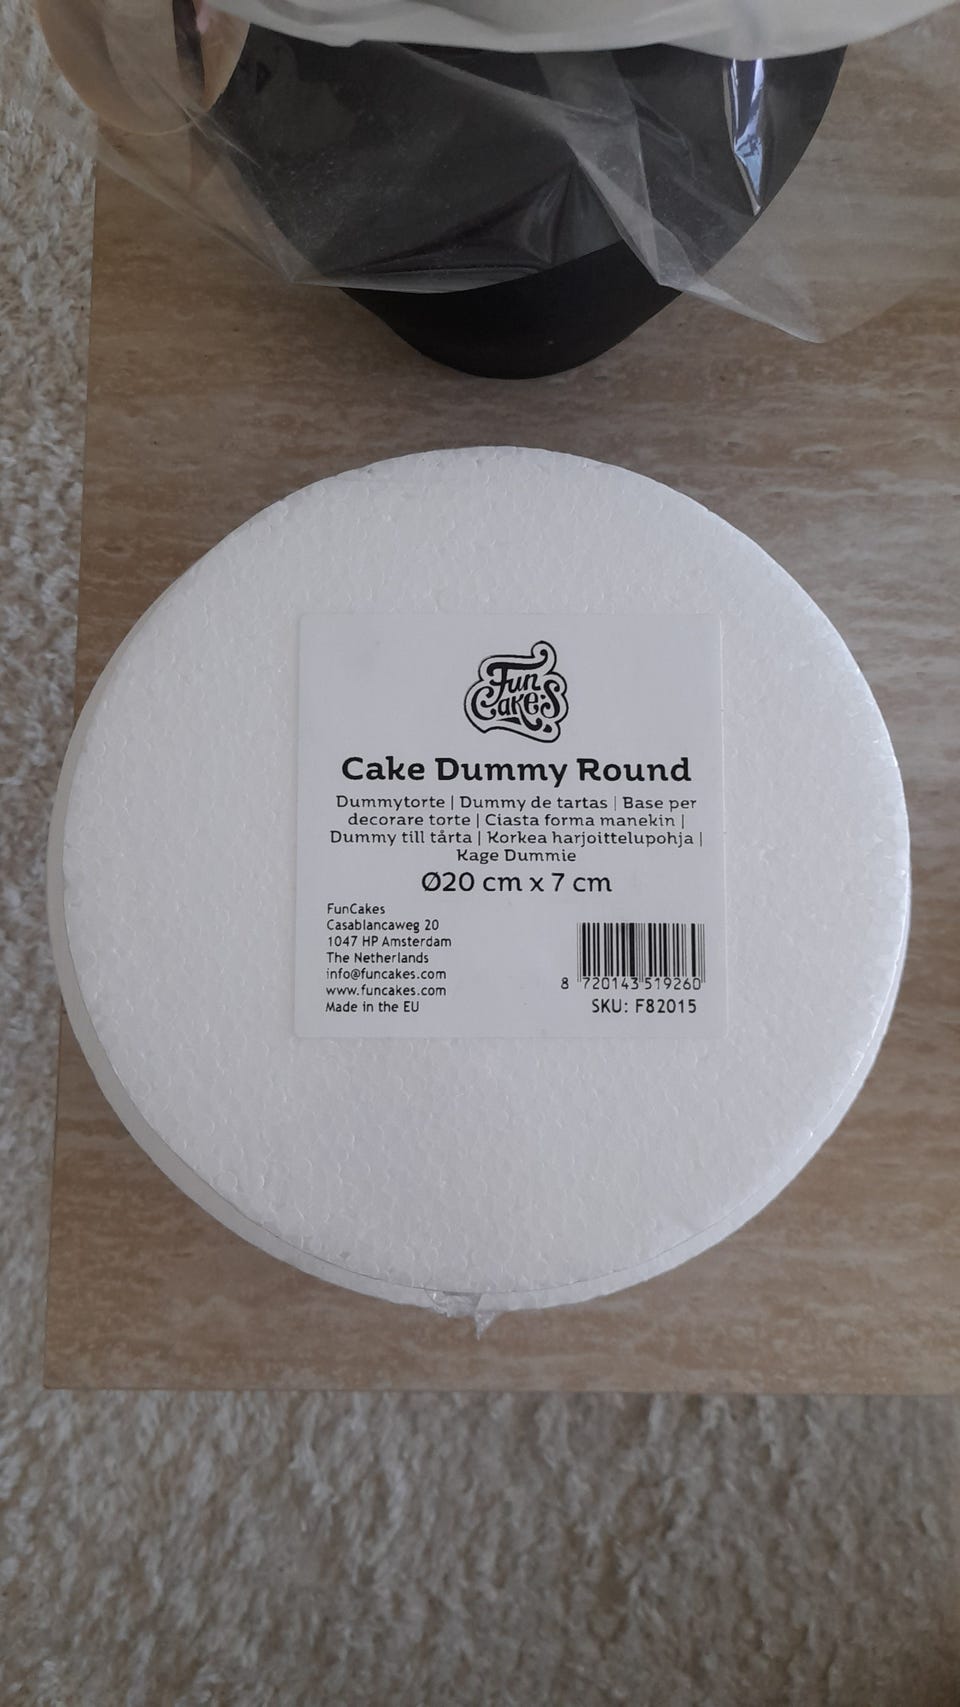 Fun
Cakes
Cake Dummy Round
Dummytorte | Dummy de tartas | Base per
decorare torte | Ciasta forma manekin |
Dummy till tårta | Korkea harjoittelupohja |
Kage Dummie
Ø20 cm x 7 cm
FunCakes
Casablancaweg 20
1047 HP Amsterdam
The Netherlands
info@funcakes.com
www.funcakes.com
Made in the EU
8 720143 519260
SKU: F82015